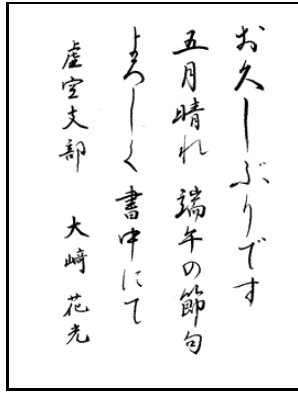 お久しぶりです
五月晴れ 端午の節句
よろしく 書中にて
虚空支部 大崎 花光